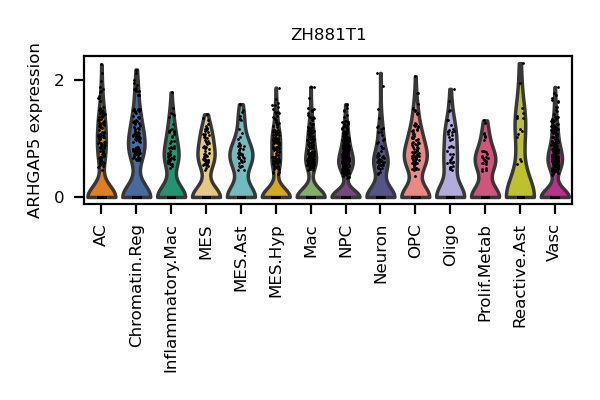 ZH881T1
ARHGAP5 expression
2
0
AC
Chromatin.Reg
Inflammatory.Mac
MES
MES.Ast
MES.Hyp
Mac
NPC
Neuron
OPC
Oligo
Prolif.Metab
Reactive.Ast
Vasc